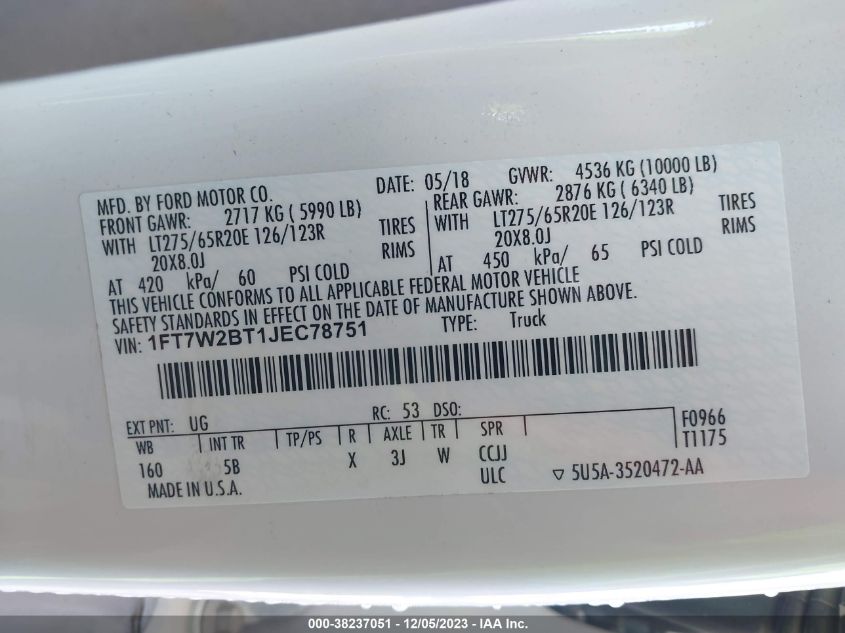 MFD. BY FORD MOTOR CO. DATE: 05/18 GVWR: 4536 KG (10000 LB)
FRONT GAWR: 2717 KG ( 5990 LB) REAR GAWR: 2876 KG ( 6340 LB)
WITH LT275/65R20E 126/123R TIRES WITH LT275/65R20E 126/123R TIRES
20X8.0J RIMS 20X8.0J RIMS
AT 420 kPa/ 60 PSI COLD AT 450 kPa/ 65 PSI COLD
THIS VEHICLE CONFORMS TO ALL APPLICABLE FEDERAL MOTOR VEHICLE
SAFETY STANDARDS IN EFFECT ON THE DATE OF MANUFACTURE SHOWN ABOVE.
VIN: 1FT7W2BT1JEC78751 TYPE: Truck
EXT PNT: UG RC: 53 DSO:
WB INT TR TP/PS R AXLE TR SPR F0966
T1175
160 5B X 3J W CCJJ
MADE IN U.S.A. ULC ▽ 5U5A-3520472-AA
000-38237051 - 12/05/2023 - IAA Inc.